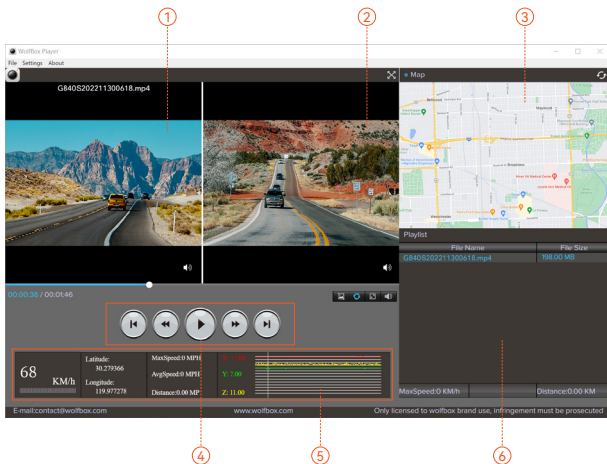 1 2 3
Wolfbox Player
File Settings About
Map
G840S202211300618.mp4
Bellwood
Maywood
Broadview
Westchester
Playlist
File Name File Size
G840S202211300618.mp4 198.00 MB
00:00:38 / 00:01:46
68 KM/h
Latitude:
30.279366
Longitude:
119.977278
MaxSpeed:0 MPH
AvgSpeed:0 MPH
Distance:0.00 MP
Y: 7.00
Z: 11.00
MaxSpeed:0 KM/h Distance:0.00 KM
E-mail:contact@wolfbox.com www.wolfbox.com Only licensed to wolfbox brand use, infringement must be prosecuted
4 5 6